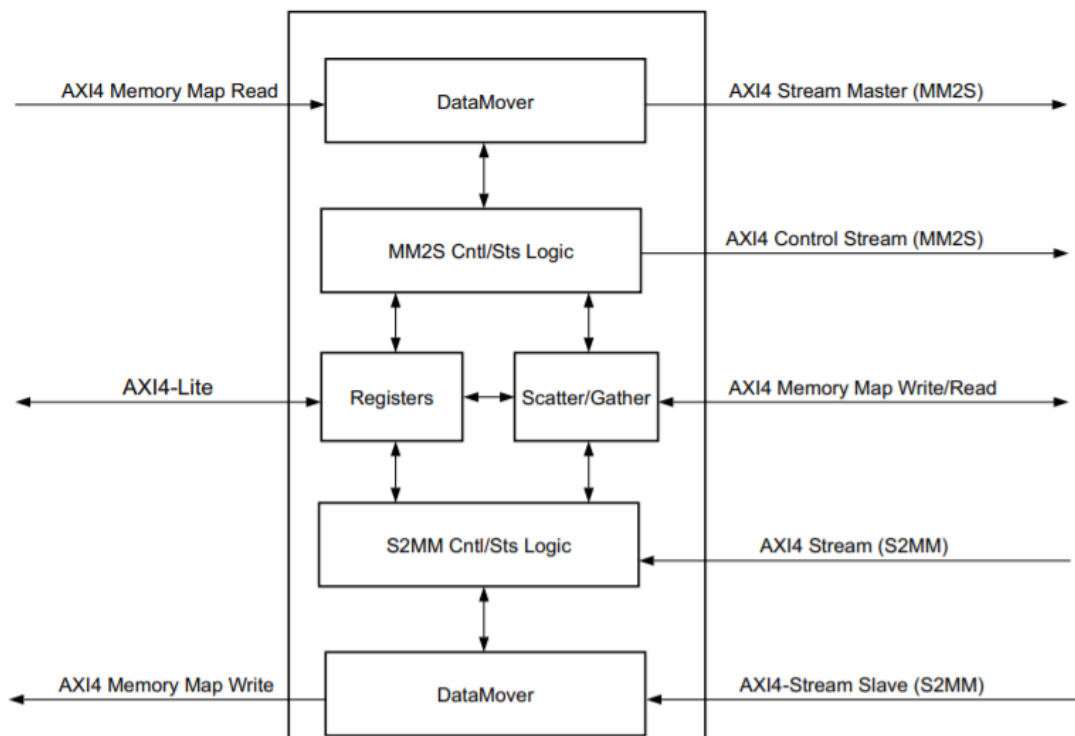 AXI4 Memory Map Read
DataMover
AXI4 Stream Master (MM2S)
MM2S Cntl/Sts Logic
AXI4 Control Stream (MM2S)
AXI4-Lite
Registers
Scatter/Gather
AXI4 Memory Map Write/Read
S2MM Cntl/Sts Logic
AXI4 Stream (S2MM)
AXI4 Memory Map Write
DataMover
AXI4-Stream Slave (S2MM)